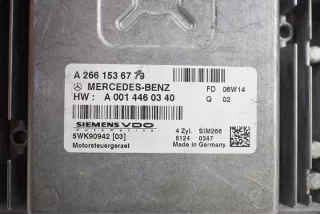 A 266 153 67 79
MERCEDES-BENZ
FD 06W14
HW : A 001 446 03 40
Q 02
SIEMENS VDO
Automotive
4 Zyl. SIM266
5WK90942 [03]
6124 0347
Motorsteuergeraet
Made in Germany